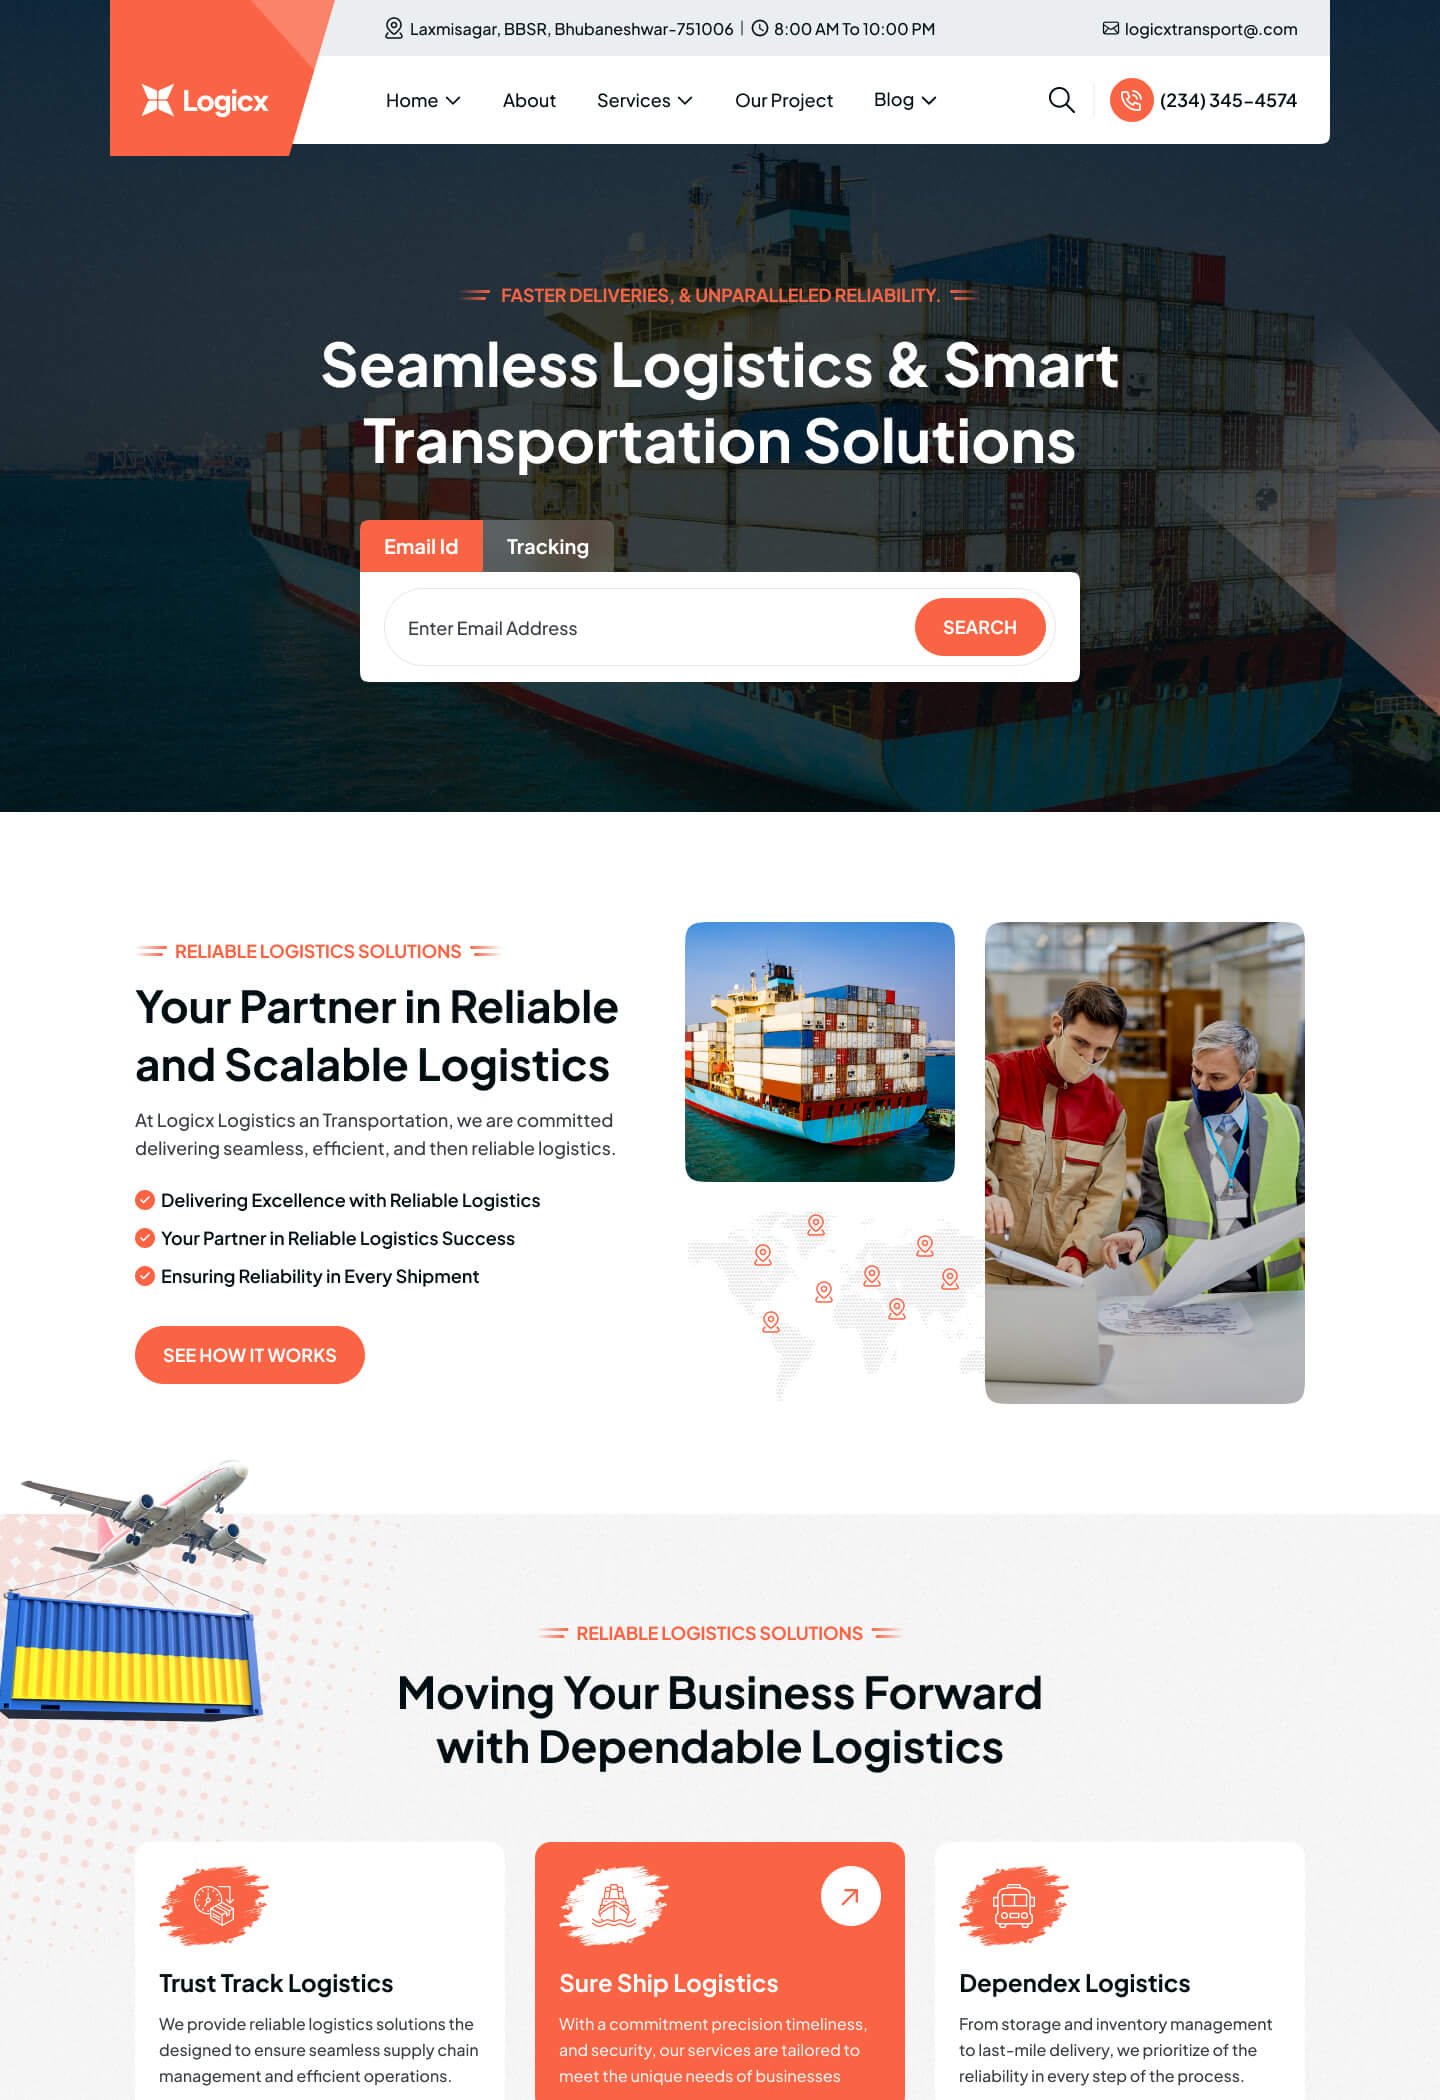 Laxmisagar, BBSR, Bhubaneshwar-751006 | 8:00 AM To 10:00 PM
logicxtransport@.com
Logicx
Home
About
Services
Our Project
Blog
(234) 345-4574
FASTER DELIVERIES, & UNPARALLELED RELIABILITY.
Seamless Logistics & Smart
Transportation Solutions
Email Id
Tracking
Enter Email Address
SEARCH
RELIABLE LOGISTICS SOLUTIONS
Your Partner in Reliable
and Scalable Logistics
At Logicx Logistics an Transportation, we are committed
delivering seamless, efficient, and then reliable logistics.
Delivering Excellence with Reliable Logistics
Your Partner in Reliable Logistics Success
Ensuring Reliability in Every Shipment
SEE HOW IT WORKS
RELIABLE LOGISTICS SOLUTIONS
Moving Your Business Forward
with Dependable Logistics
Trust Track Logistics
We provide reliable logistics solutions the
designed to ensure seamless supply chain
management and efficient operations.
Sure Ship Logistics
With a commitment precision timeliness,
and security, our services are tailored to
meet the unique needs of businesses
Dependex Logistics
From storage and inventory management
to last-mile delivery, we prioritize of the
reliability in every step of the process.